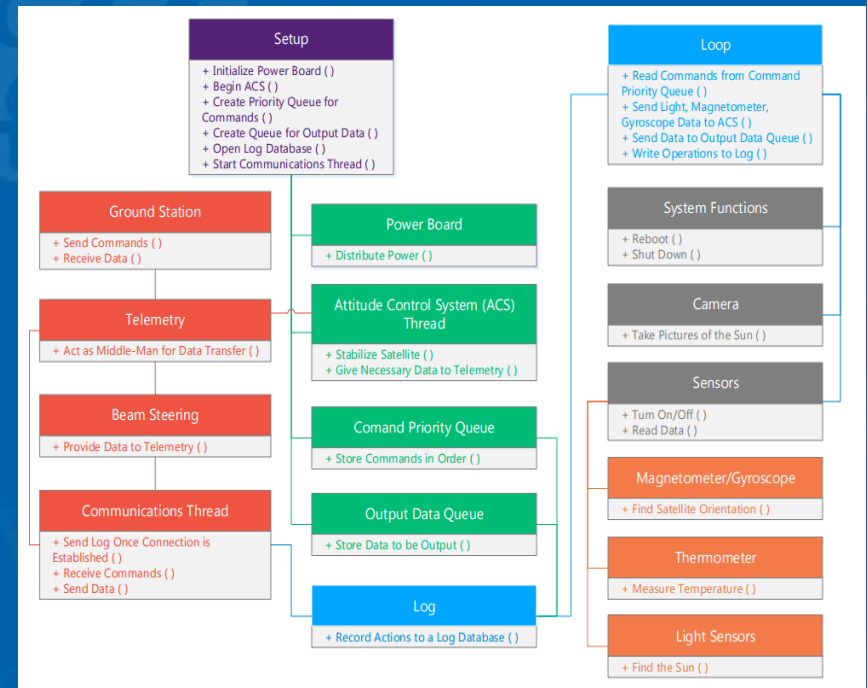 Setup
+ Initialize Power Board ( )
+ Begin ACS ( )
+ Create Priority Queue for
Commands ( )
+ Create Queue for Output Data ( )
+ Open Log Database ( )
+ Start Communications Thread ( )
Ground Station
+ Send Commands ( )
+ Receive Data ( )
Telemetry
+ Act as Middle-Man for Data Transfer ( )
Beam Steering
+ Provide Data to Telemetry ( )
Communications Thread
+ Send Log Once Connection is
Established ( )
+ Receive Commands ( )
+ Send Data ( )
Power Board
+ Distribute Power ( )
Attitude Control System (ACS)
Thread
+ Stabilize Satellite ( )
+ Give Necessary Data to Telemetry ( )
Comand Priority Queue
+ Store Commands in Order ( )
Output Data Queue
+ Store Data to be Output ( )
Log
+ Record Actions to a Log Database ( )
Loop
+ Read Commands from Command
Priority Queue ( )
+ Send Light, Magnetometer,
Gyroscope Data to ACS ( )
+ Send Data to Output Data Queue ( )
+ Write Operations to Log ( )
System Functions
+ Reboot ( )
+ Shut Down ( )
Camera
+ Take Pictures of the Sun ( )
Sensors
+ Turn On/Off ( )
+ Read Data ( )
Magnetometer/Gyroscope
+ Find Satellite Orientation ( )
Thermometer
+ Measure Temperature ( )
Light Sensors
+ Find the Sun ( )